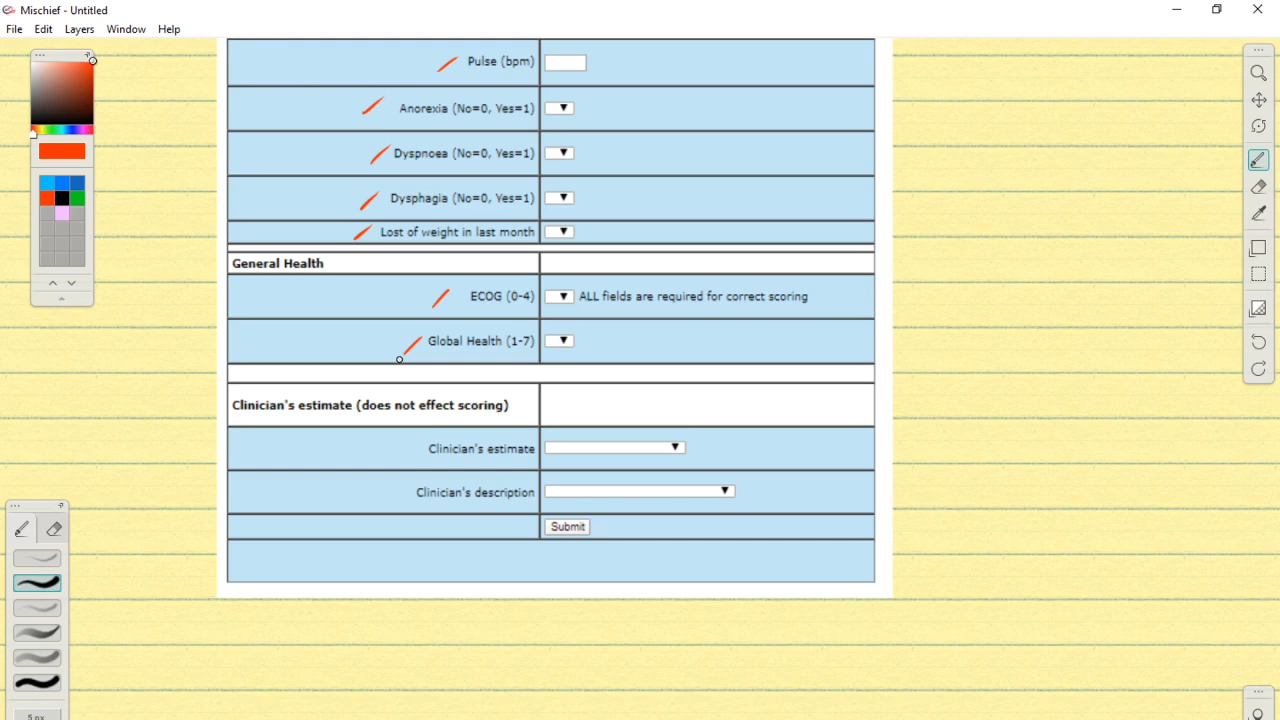 Mischief - Untitled
File Edit Layers Window Help
Pulse (bpm)
Anorexia (No=0, Yes=1)
Dyspnoea (No=0, Yes=1)
Dysphagia (No=0, Yes=1)
Lost of weight in last month
General Health
ECOG (0-4) ALL fields are required for correct scoring
Global Health (1-7)
Clinician's estimate (does not effect scoring)
Clinician's estimate
Clinician's description
Submit
5 px